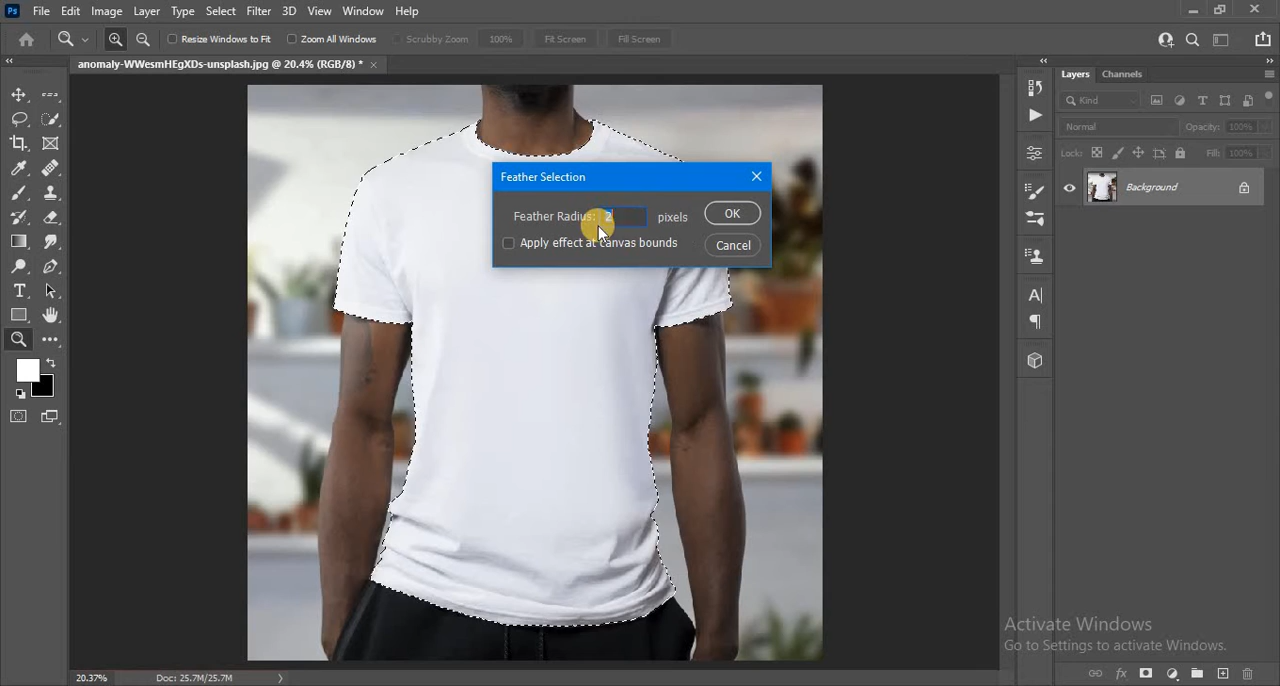 Ps File Edit Image Layer Type Select Filter 3D View Window Help
Resize Windows to Fit Zoom All Windows Scrubby Zoom 100% Fit Screen Fill Screen
anomaly-WWesmHEgXDs-unsplash.jpg @ 20.4% (RGB/8) *
Layers Channels
Kind
Normal Opacity: 100%
Lock: Fill: 100%
Background
Feather Selection
Feather Radius: 2 pixels OK
Apply effect at canvas bounds Cancel
Activate Windows
Go to Settings to activate Windows.
20.37% Doc: 25.7M/25.7M